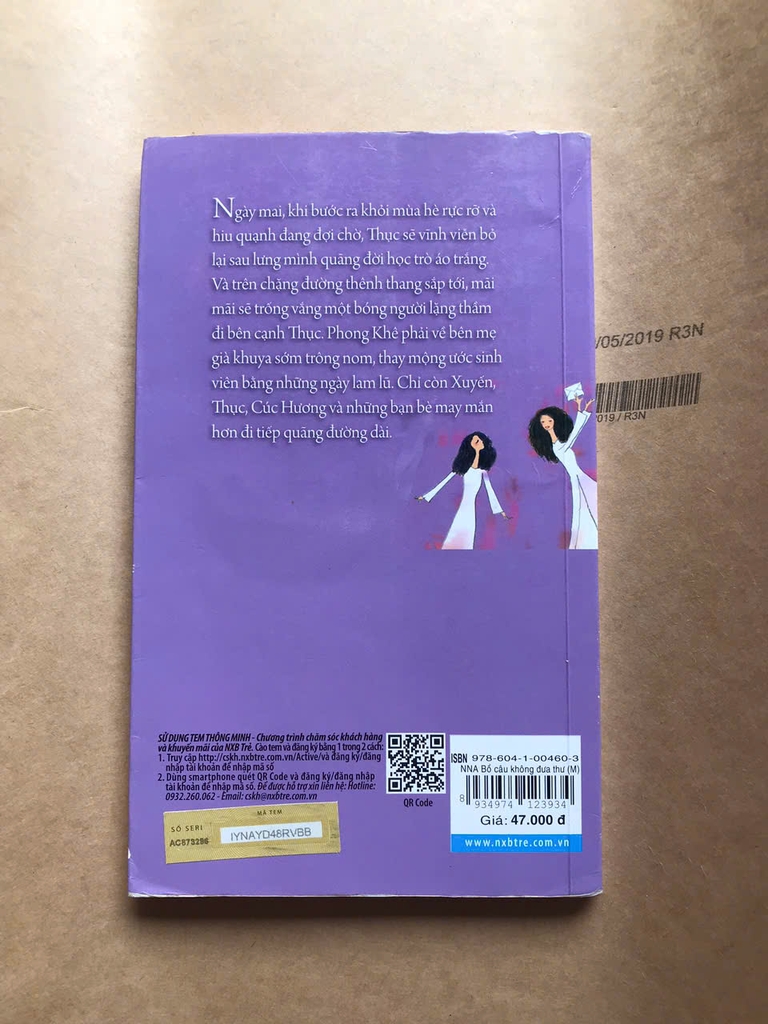 Ngày mai, khi bước ra khỏi mùa hè rực rỡ và
hiu quạnh đang đợi chờ, Thục sẽ vĩnh viễn bỏ
lại sau lưng mình quãng đời học trò áo trắng.
Và trên chặng đường thênh thang sắp tới, mãi
mãi sẽ trống vắng một bóng người lặng thầm
đi bên cạnh Thục. Phong Khê phải về bên mẹ
già khuya sớm trông nom, thay mộng ước sinh
viên bằng những ngày lam lũ. Chỉ còn Xuyến,
Thục, Cúc Hương và những bạn bè may mắn
hơn đi tiếp quãng đường dài.
/05/2019 R3N
2019 / R3N
SỬ DỤNG TEM THÔNG MINH - Chương trình chăm sóc khách hàng
và khuyến mãi của NXB Trẻ. Cào tem và đăng ký bằng 1 trong 2 cách:
1. Truy cập http://cskh.nxbtre.com.vn/Active/và đăng ký/đăng
nhập tài khoản để nhập mã số
2. Dùng smartphone quét QR Code và đăng ký/đăng nhập
tài khoản để nhập mã số. Để được hỗ trợ xin liên hệ: Hotline:
0932.260.062 - Email: cskh@nxbtre.com.vn
QR Code
MÃ TEM
SỐ SERI
IYNAYD48RVBB
AC873286
ISBN 978-604-1-00460-3
NNA Bồ câu không đưa thư (M)
8 934974 123934
Giá: 47.000 đ
www.nxbtre.com.vn